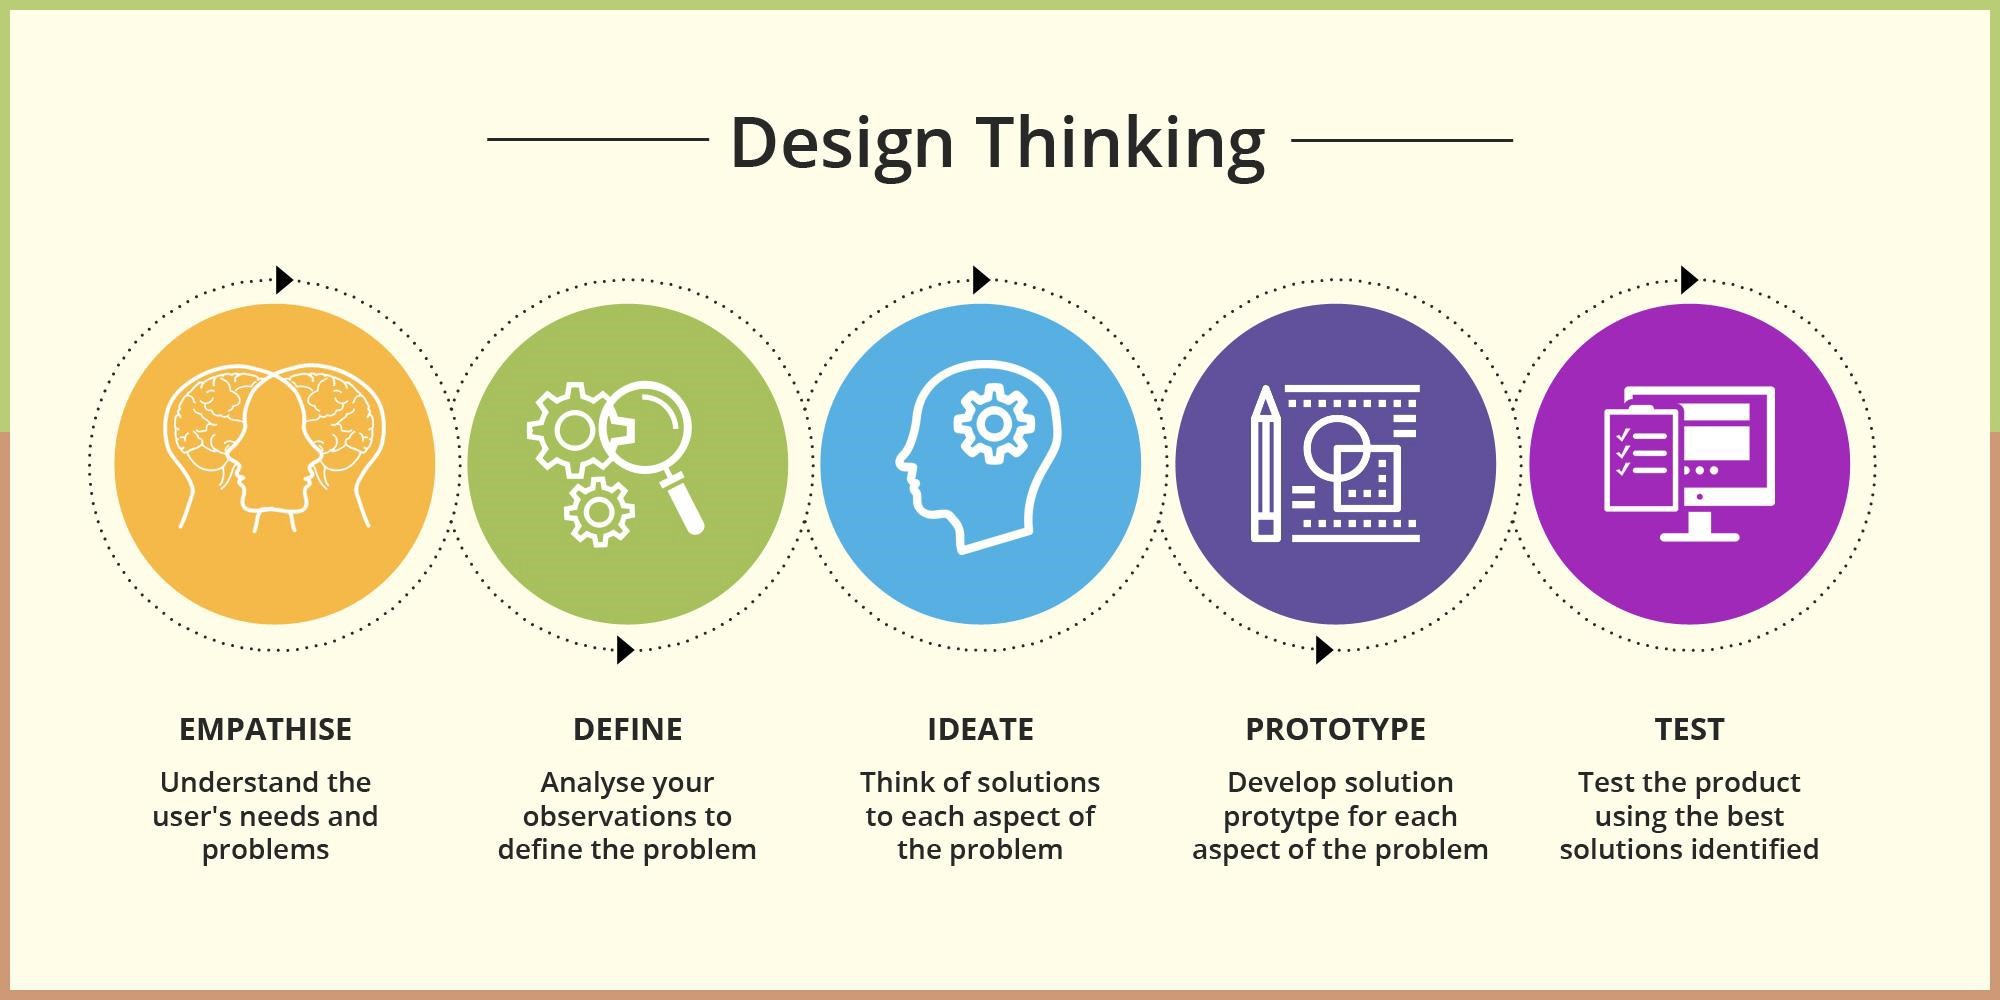 Design Thinking
EMPATHISE
Understand the
user's needs and
problems
DEFINE
Analyse your
observations to
define the problem
IDEATE
Think of solutions
to each aspect of
the problem
PROTOTYPE
Develop solution
protytpe for each
aspect of the problem
TEST
Test the product
using the best
solutions identified